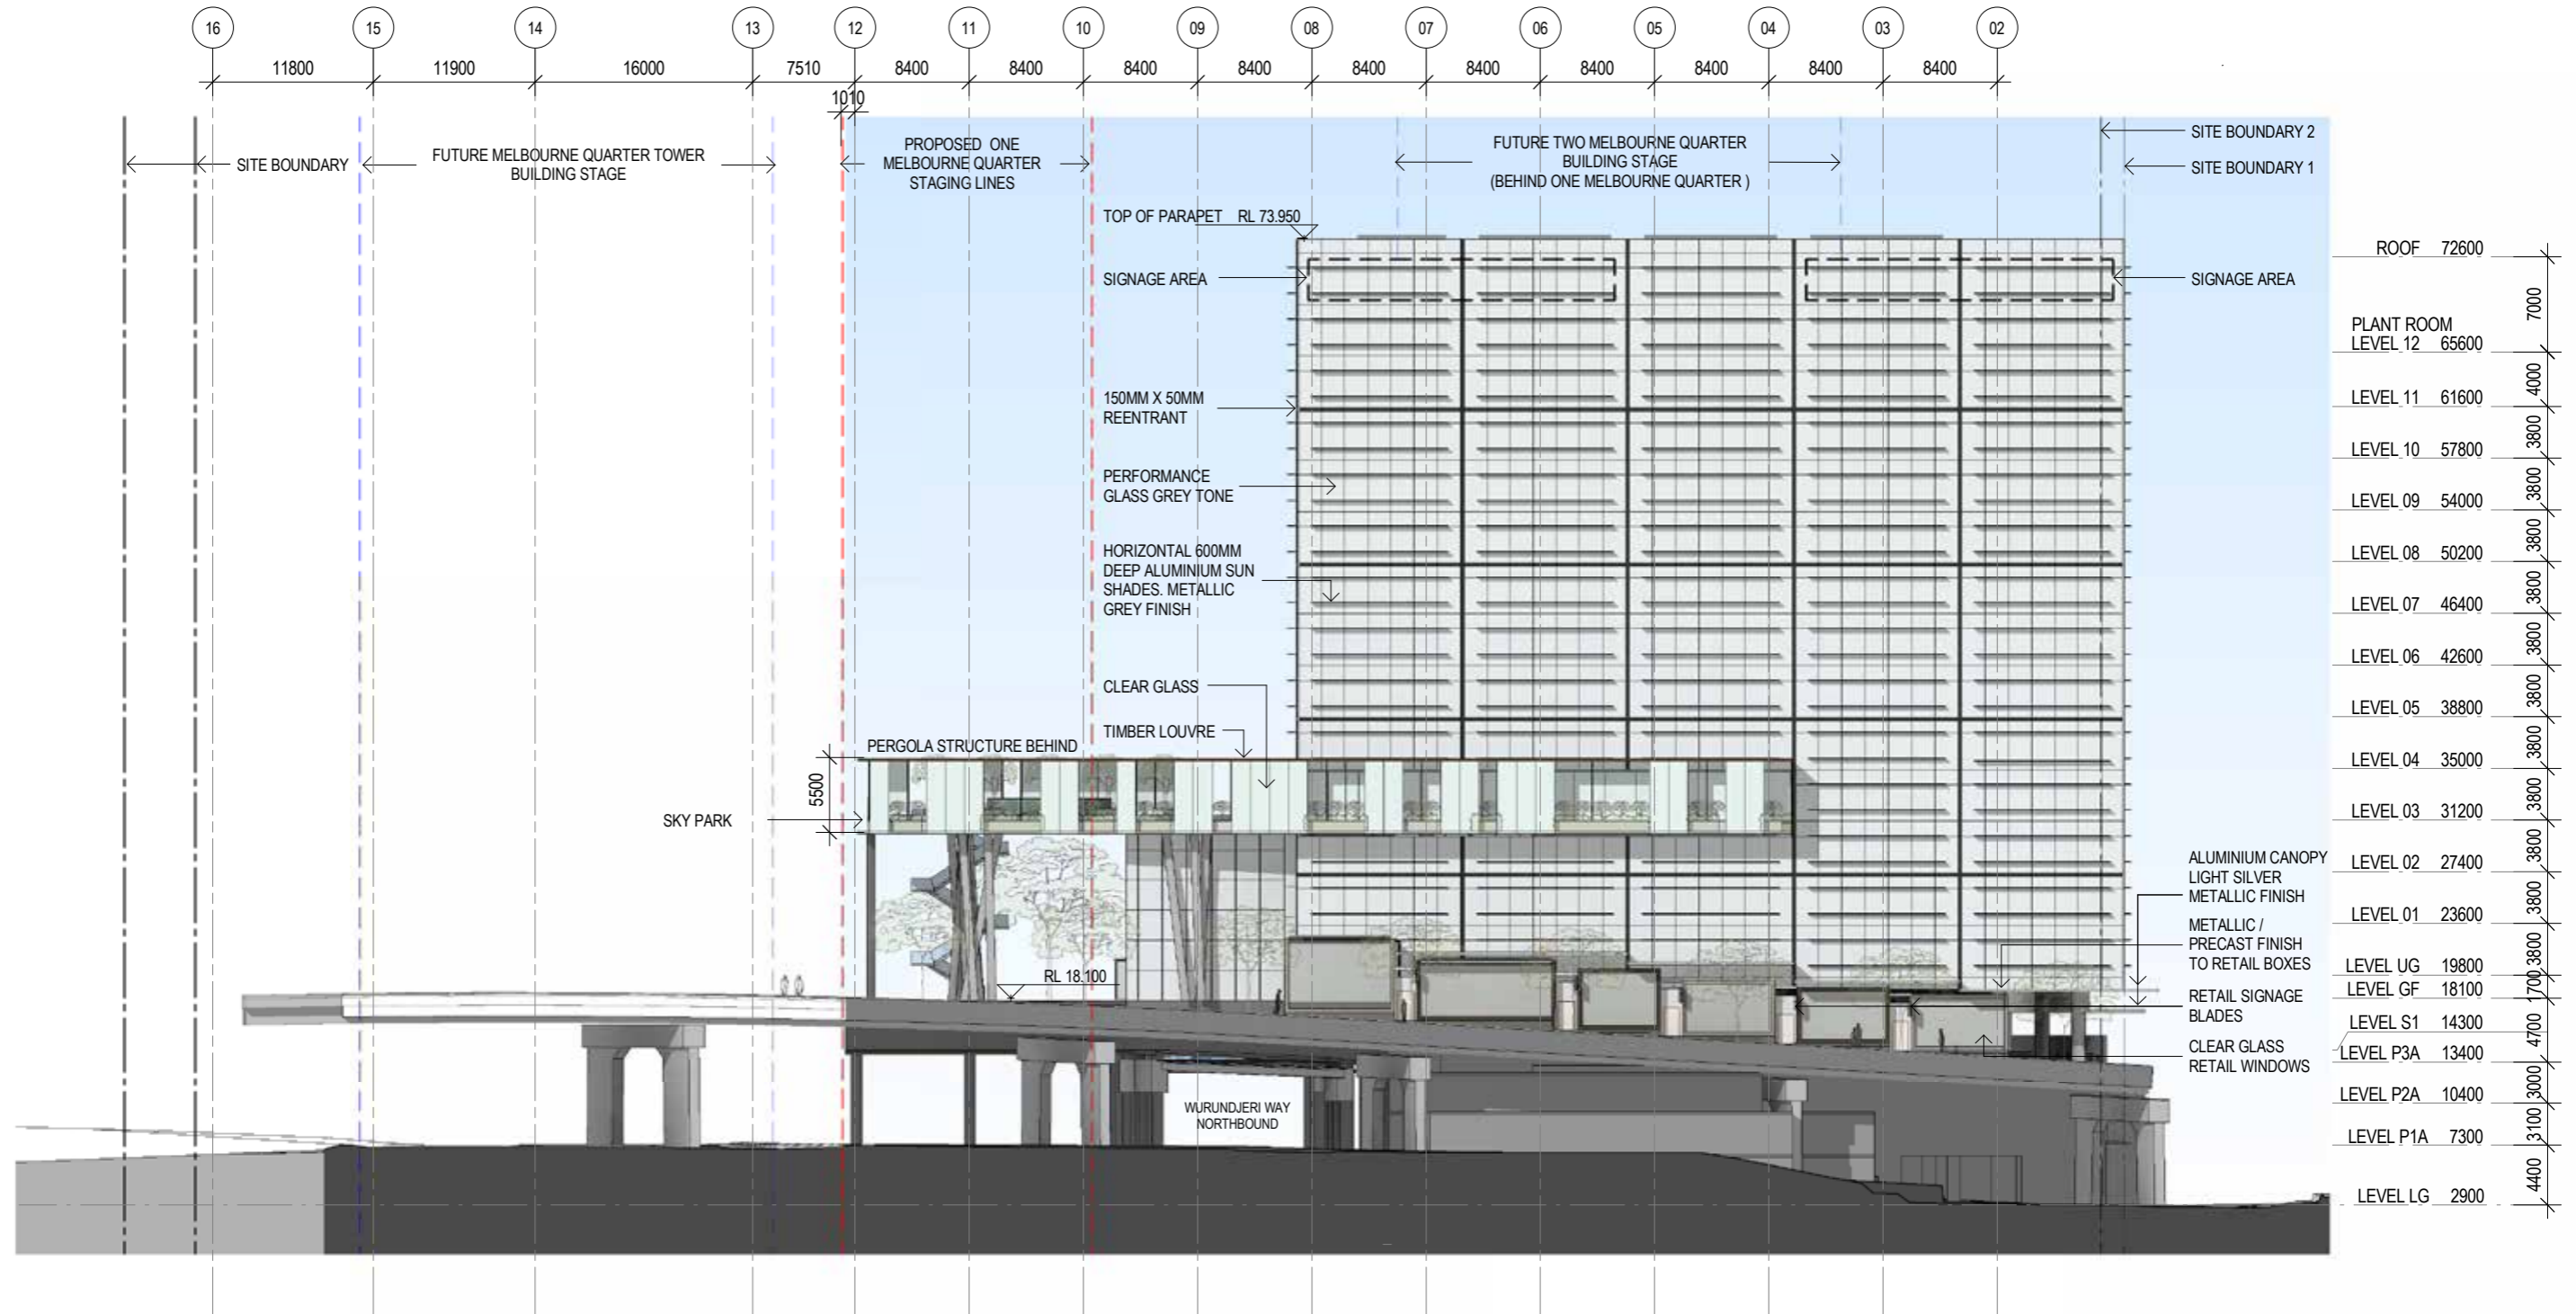 16 15 14 13 12 11 10 09 08 07 06 05 04 03 02
11800 11900 16000 7510 8400 8400 8400 8400 8400 8400 8400 8400 8400 8400
1010
SITE BOUNDARY
FUTURE MELBOURNE QUARTER TOWER
BUILDING STAGE
PROPOSED ONE
MELBOURNE QUARTER
STAGING LINES
FUTURE TWO MELBOURNE QUARTER
BUILDING STAGE
(BEHIND ONE MELBOURNE QUARTER )
SITE BOUNDARY 2
SITE BOUNDARY 1
TOP OF PARAPET RL 73.950
SIGNAGE AREA
SIGNAGE AREA
150MM X 50MM
REENTRANT
PERFORMANCE
GLASS GREY TONE
HORIZONTAL 600MM
DEEP ALUMINIUM SUN
SHADES. METALLIC
GREY FINISH
CLEAR GLASS
TIMBER LOUVRE
PERGOLA STRUCTURE BEHIND
5500
SKY PARK
RL 18.100
WURUNDJERI WAY
NORTHBOUND
ALUMINIUM CANOPY
LIGHT SILVER
METALLIC FINISH
METALLIC /
PRECAST FINISH
TO RETAIL BOXES
RETAIL SIGNAGE
BLADES
CLEAR GLASS
RETAIL WINDOWS
ROOF 72600
7000
PLANT ROOM
LEVEL 12 65600
4000
LEVEL 11 61600
3800
LEVEL 10 57800
3800
LEVEL 09 54000
3800
LEVEL 08 50200
3800
LEVEL 07 46400
3800
LEVEL 06 42600
3800
LEVEL 05 38800
3800
LEVEL 04 35000
3800
LEVEL 03 31200
3800
LEVEL 02 27400
3800
LEVEL 01 23600
3800
LEVEL UG 19800
1700
LEVEL GF 18100
LEVEL S1 14300
4700
LEVEL P3A 13400
3000
LEVEL P2A 10400
3100
LEVEL P1A 7300
4400
LEVEL LG 2900